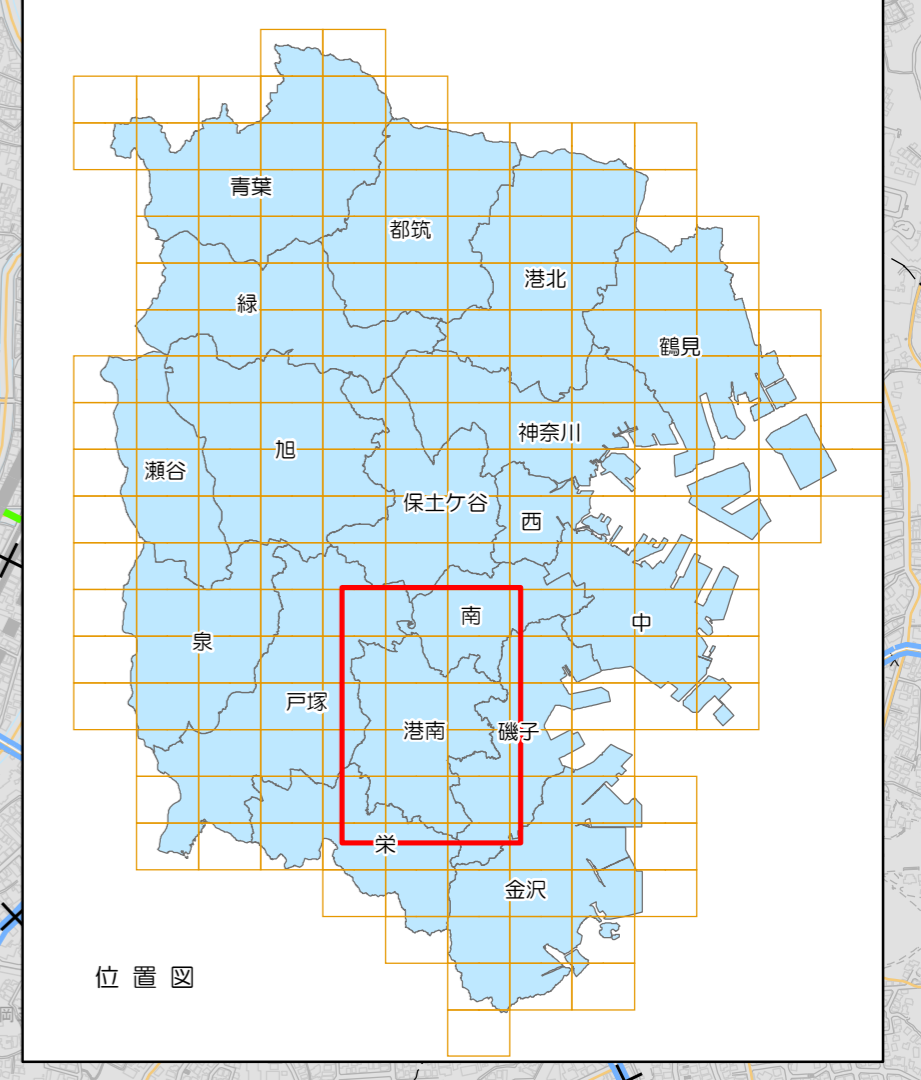 青葉
都筑
港北
緑
鶴見
神奈川
旭
瀬谷
保土ケ谷
西
南
中
泉
戸塚
港南
磯子
栄
金沢
位置図